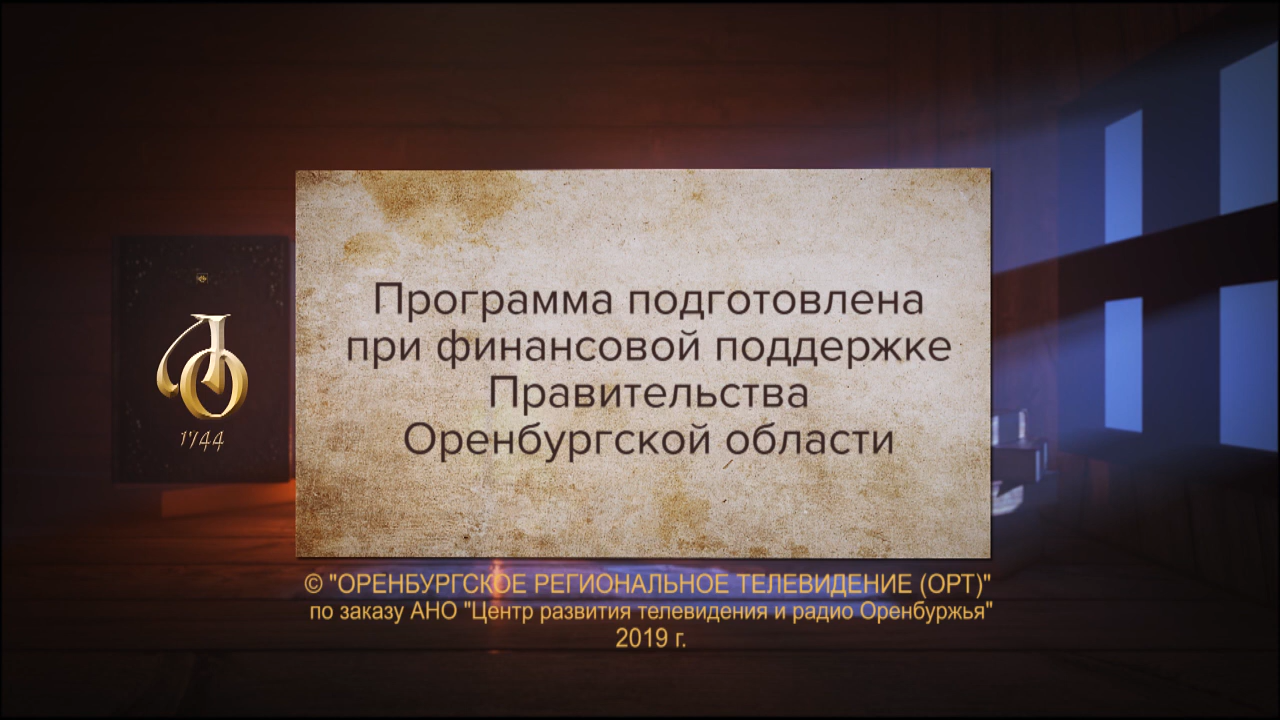 Программа подготовлена
при финансовой поддержке
Правительства
Оренбургской области
1744
© "ОРЕНБУРГСКОЕ РЕГИОНАЛЬНОЕ ТЕЛЕВИДЕНИЕ (ОРТ)"
по заказу АНО "Центр развития телевидения и радио Оренбуржья"
2019 г.